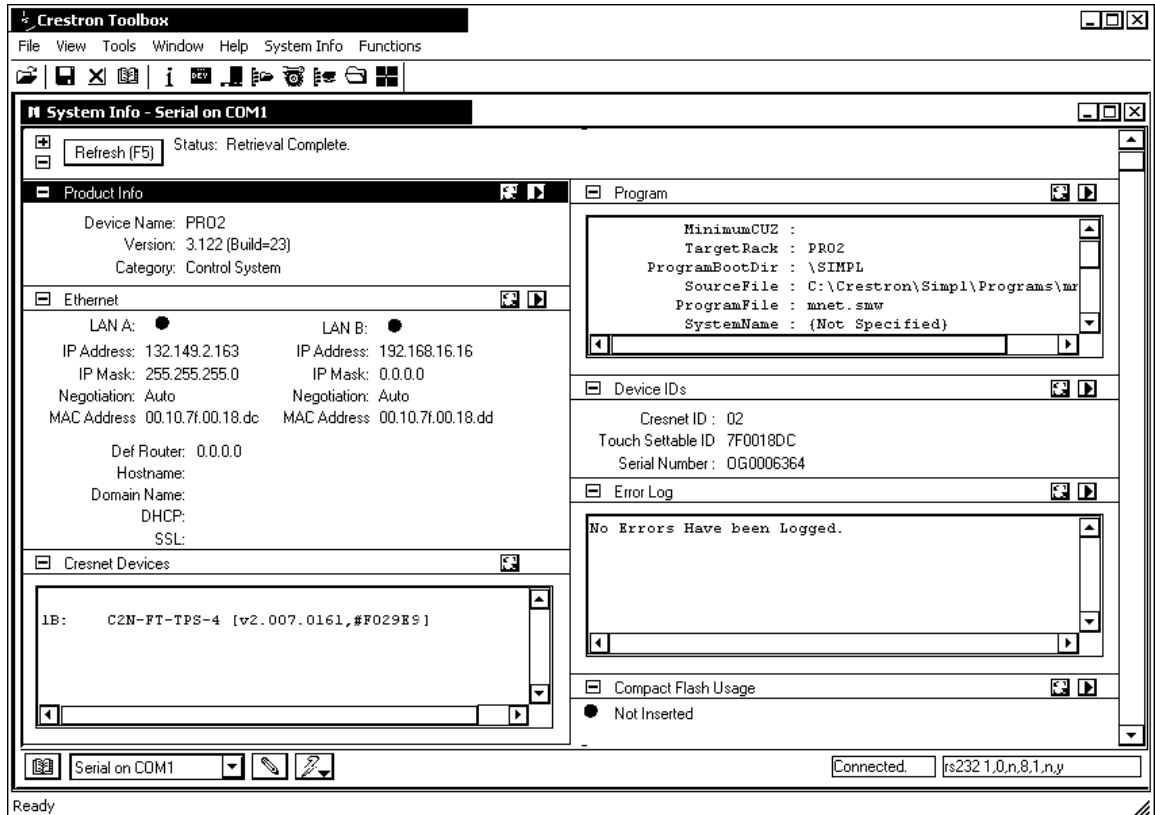 Crestron Toolbox
File View Tools Window Help System Info Functions
DEV
System Info - Serial on COM1
Refresh (F5) Status: Retrieval Complete.
Product Info
Device Name: PRO2
Version: 3.122 (Build=23)
Category: Control System
Ethernet
LAN A: LAN B:
IP Address: 132.149.2.163 IP Address: 192.168.16.16
IP Mask: 255.255.255.0 IP Mask: 0.0.0.0
Negotiation: Auto Negotiation: Auto
MAC Address 00.10.7f.00.18.dc MAC Address 00.10.7f.00.18.dd
Def Router: 0.0.0.0
Hostname:
Domain Name:
DHCP:
SSL:
Cresnet Devices
1B: C2N-FT-TPS-4 [v2.007.0161,#F029E9]
Program
MinimumCUZ :
TargetRack : PRO2
ProgramBootDir : \SIMPL
SourceFile : C:\Crestron\Simpl\Programs\mr
ProgramFile : mnet.smw
SystemName : {Not Specified}
Device IDs
Cresnet ID : 02
Touch Settable ID 7F0018DC
Serial Number : 0G0006364
Error Log
No Errors Have been Logged.
Compact Flash Usage
Not Inserted
Serial on COM1 Connected. rs232 1,0,n,8,1,n,y
Ready